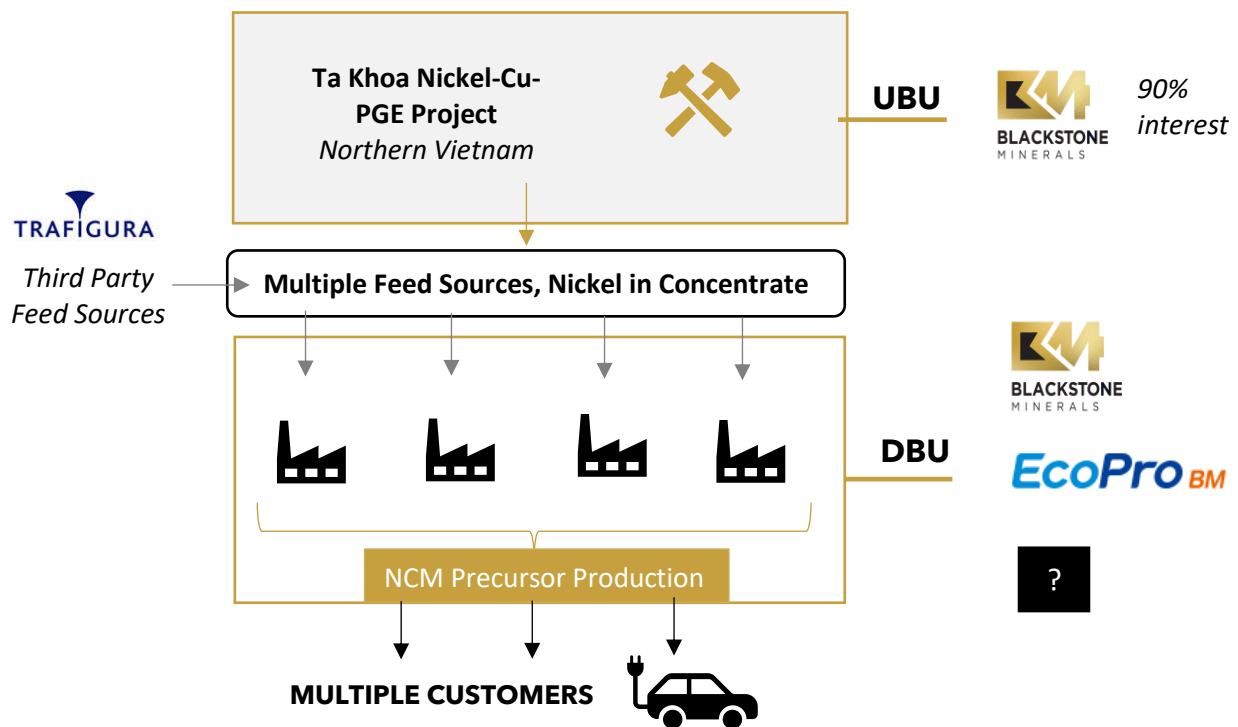 Ta Khoa Nickel-Cu-
PGE Project
Northern Vietnam
UBU
BLACKSTONE
MINERALS
90%
interest
TRAFIGURA
Third Party
Feed Sources
Multiple Feed Sources, Nickel in Concentrate
BLACKSTONE
MINERALS
DBU
EcoPro BM
NCM Precursor Production
?
MULTIPLE CUSTOMERS